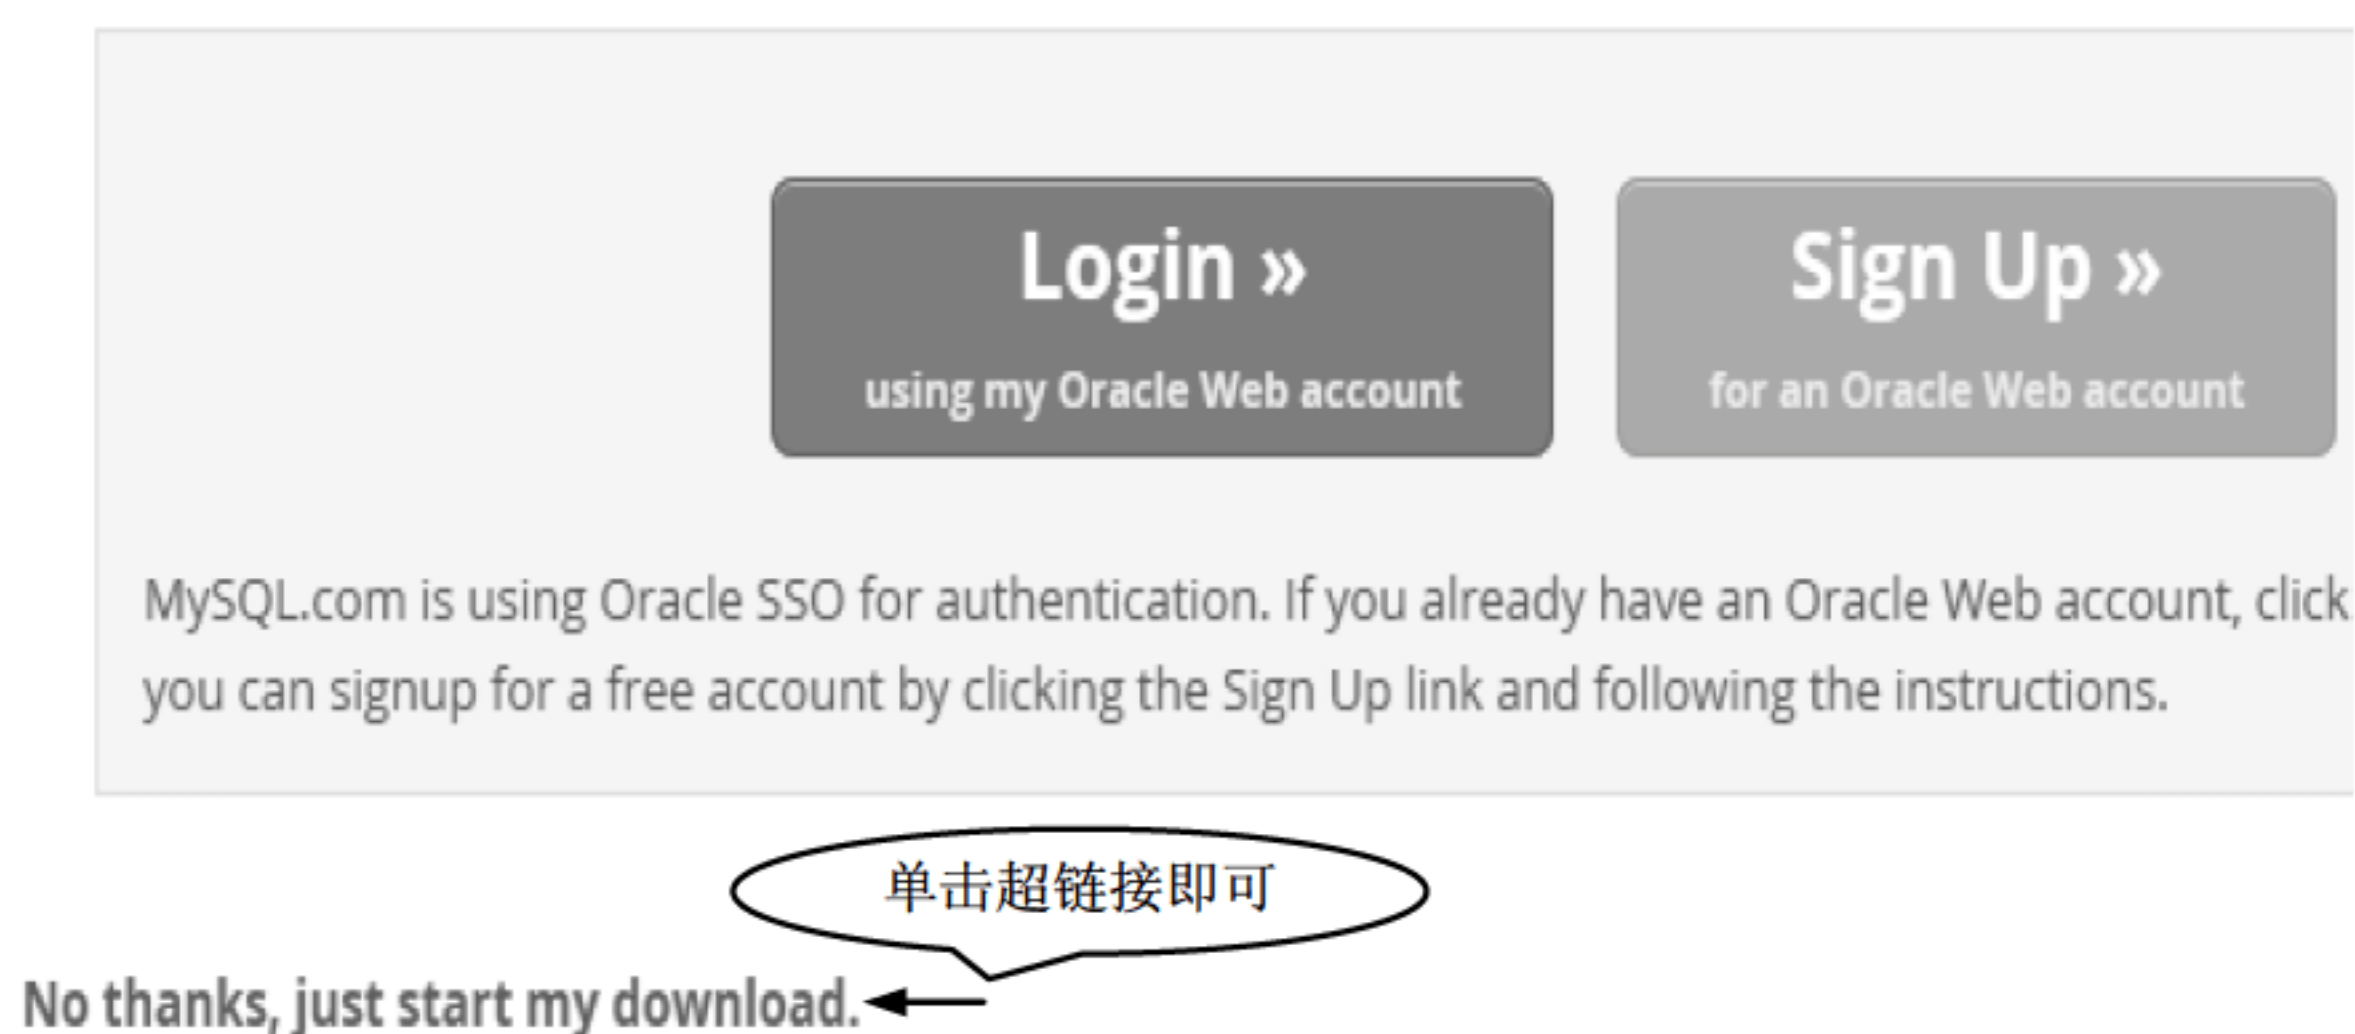 Login »
using my Oracle Web account
Sign Up »
for an Oracle Web account
MySQL.com is using Oracle SSO for authentication. If you already have an Oracle Web account, click
you can signup for a free account by clicking the Sign Up link and following the instructions.
单击超链接即可
No thanks, just start my download.